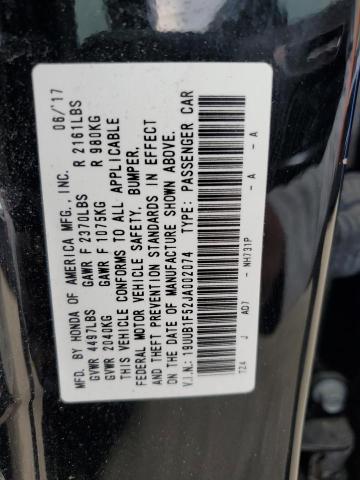 MFD. BY HONDA OF AMERICA MFG., INC. 06/'17
GVWR 4497LBS GAWR F 2370LBS R 2161LBS
GVWR 2040KG GAWR F 1075KG R 980KG
THIS VEHICLE CONFORMS TO ALL APPLICABLE
FEDERAL MOTOR VEHICLE SAFETY, BUMPER,
AND THEFT PREVENTION STANDARDS IN EFFECT
ON THE DATE OF MANUFACTURE SHOWN ABOVE.
V.I.N.: 19UUB1F52JA002074 TYPE: PASSENGER CAR
TZ4 J AD7 - NH731P - A - A